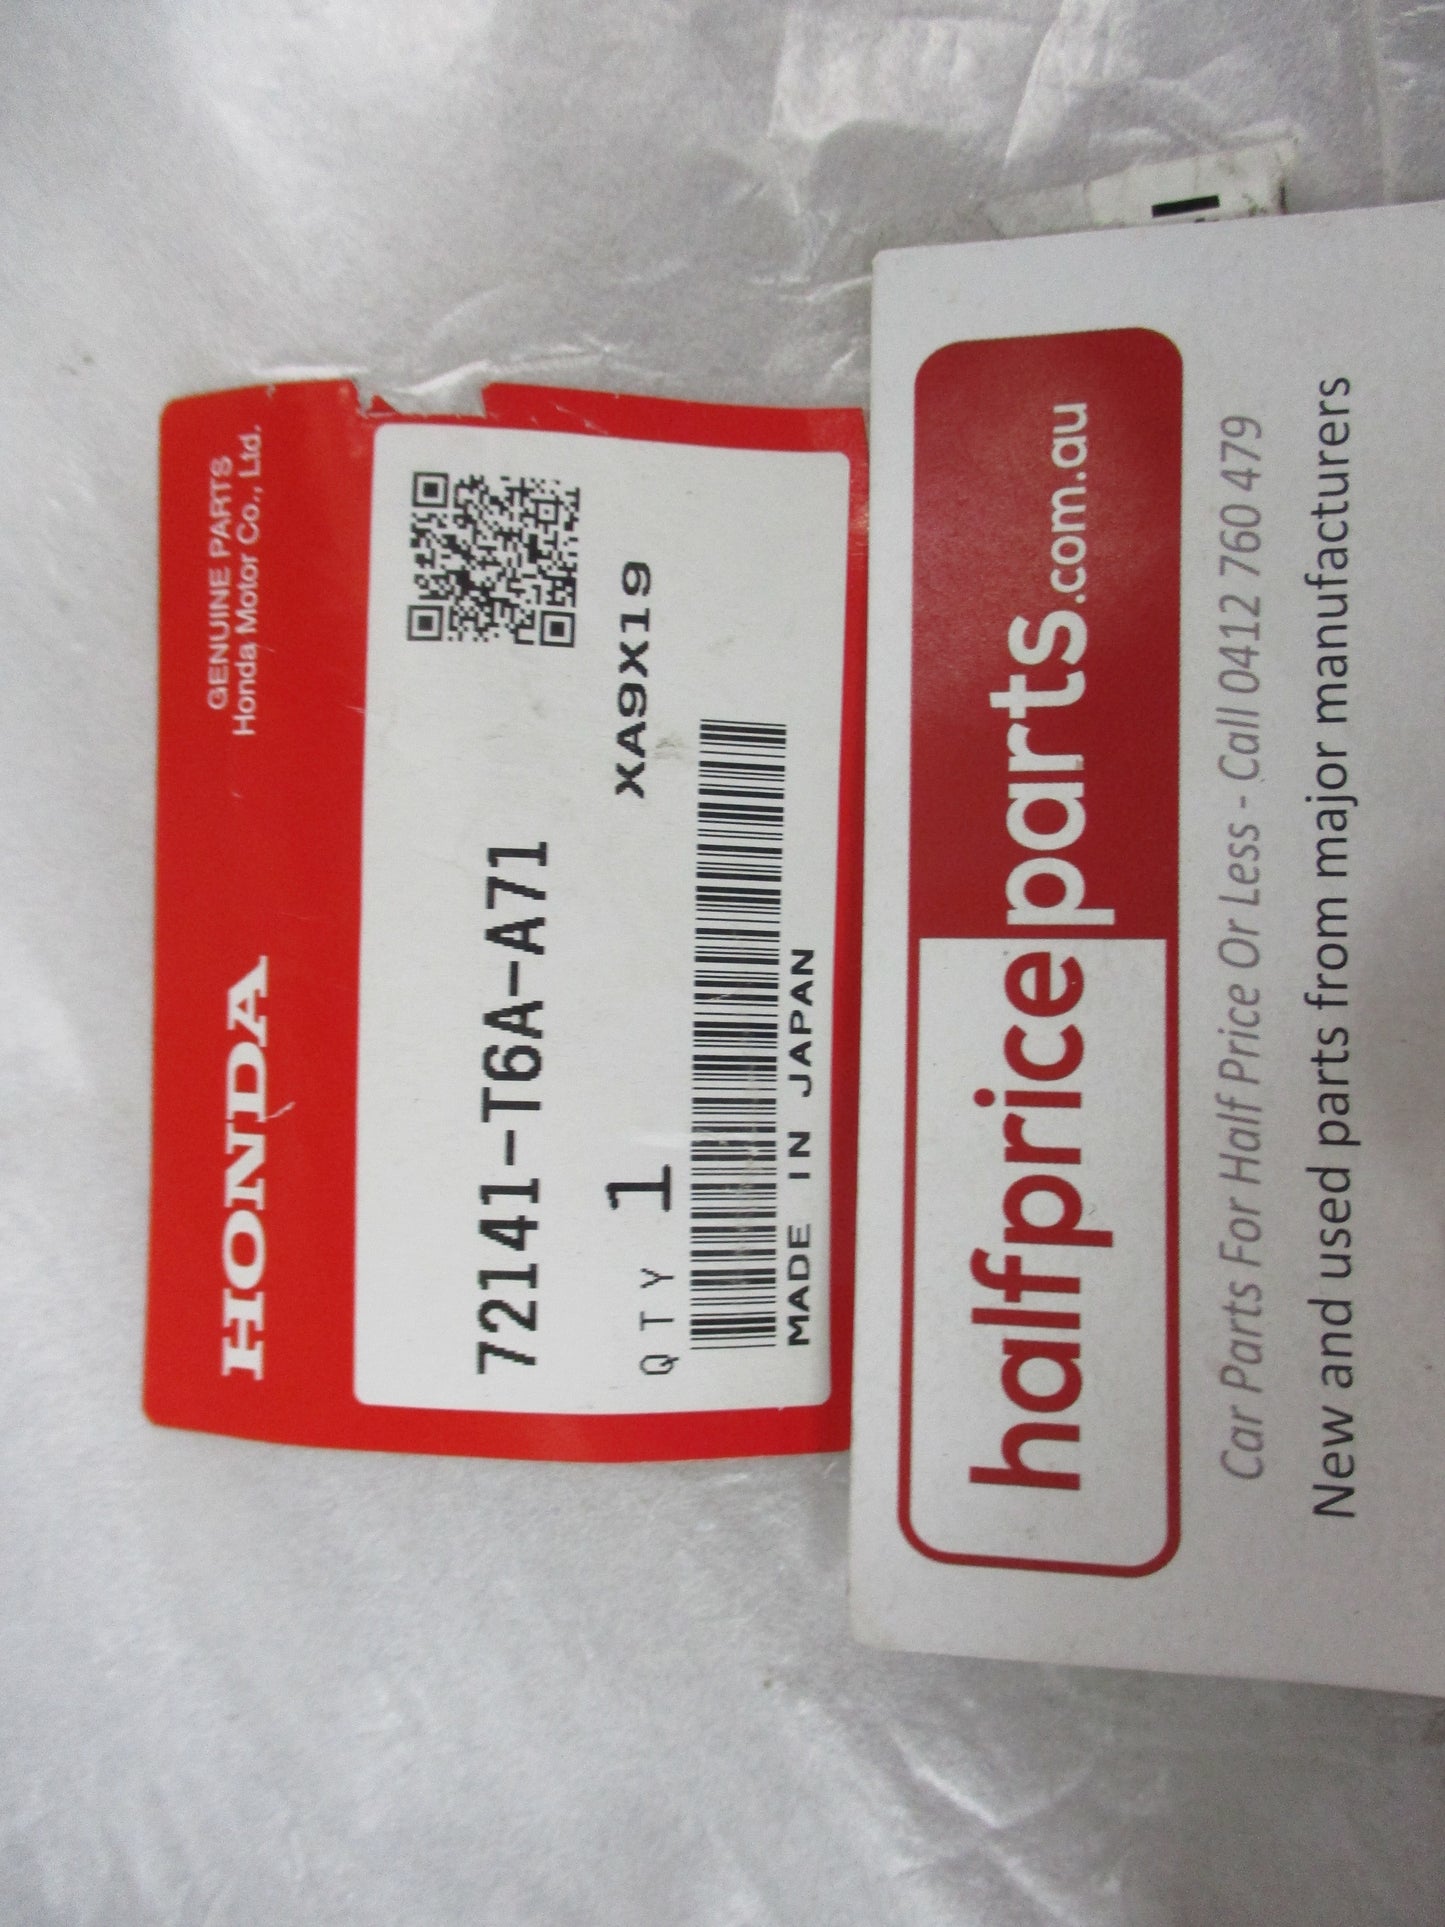 HONDA
GENUINE PARTS
Honda Motor Co., Ltd.
72141-T6A-A71
QTY 1
XA9X19
MADE IN JAPAN
halfpriceparts.com.au
Car Parts For Half Price Or Less - Call 0412 760 479
New and used parts from major manufacturers